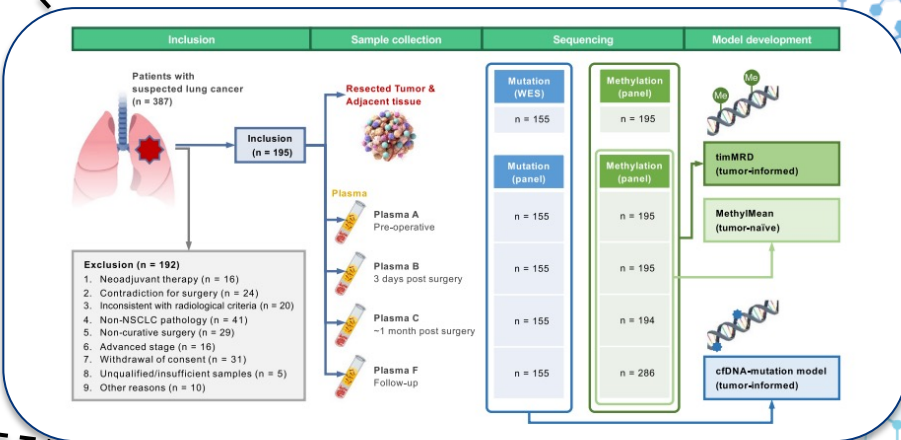 Inclusion
Sample collection
Sequencing
Model development
Patients with
suspected lung cancer
(n = 387)
Inclusion
(n = 195)
Exclusion (n = 192)
1. Neoadjuvant therapy (n = 16)
2. Contradiction for surgery (n = 24)
3. Inconsistent with radiological criteria (n = 20)
4. Non-NSCLC pathology (n = 41)
5. Non-curative surgery (n = 29)
6. Advanced stage (n = 16)
7. Withdrawal of consent (n = 31)
8. Unqualified/insufficient samples (n = 5)
9. Other reasons (n = 10)
Resected Tumor &
Adjacent tissue
Plasma
Plasma A
Pre-operative
Plasma B
3 days post surgery
Plasma C
~1 month post surgery
Plasma F
Follow-up
Mutation
(WES)
n = 155
Mutation
(panel)
n = 155
n = 155
n = 155
n = 155
Methylation
(panel)
n = 195
Methylation
(panel)
n = 195
n = 195
n = 194
n = 286
Me
Me
timMRD
(tumor-informed)
MethylMean
(tumor-naïve)
cfDNA-mutation model
(tumor-informed)